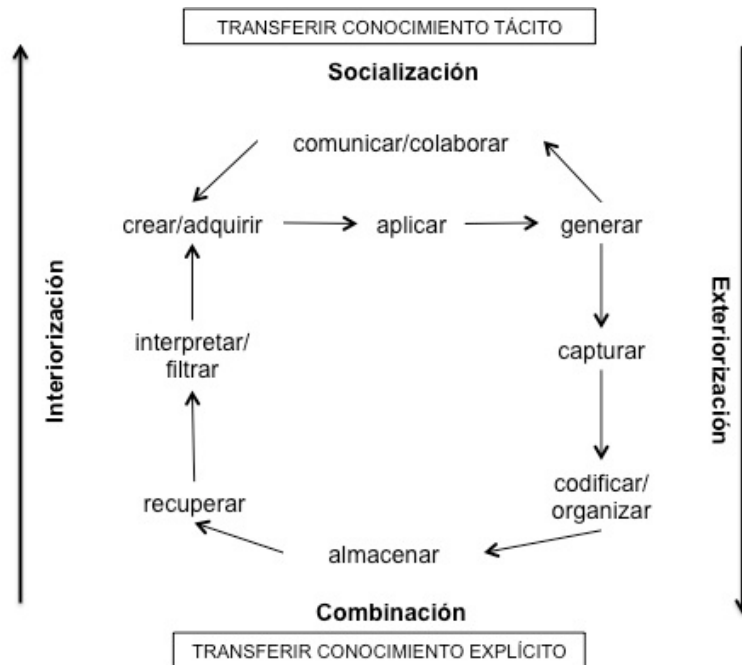 TRANSFERIR CONOCIMIENTO TÁCITO
Socialización
comunicar/colaborar
crear/adquirir
aplicar
generar
Interiorización
Exteriorización
interpretar/
filtrar
capturar
recuperar
codificar/
organizar
almacenar
Combinación
TRANSFERIR CONOCIMIENTO EXPLÍCITO